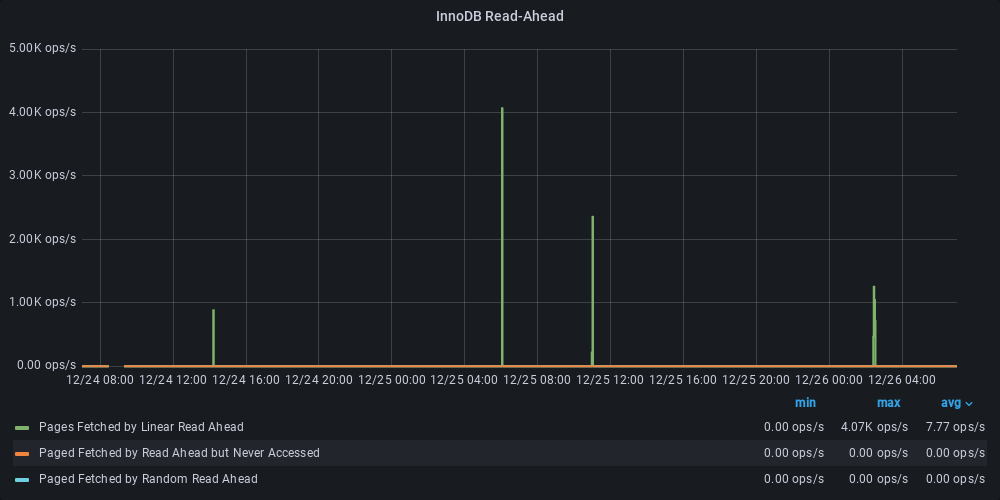 InnoDB Read-Ahead
5.00K ops/s
4.00K ops/s
3.00K ops/s
2.00K ops/s
1.00K ops/s
0.00 ops/s
12/24 08:00 12/24 12:00 12/24 16:00 12/24 20:00 12/25 00:00 12/25 04:00 12/25 08:00 12/25 12:00 12/25 16:00 12/25 20:00 12/26 00:00 12/26 04:00
min max avg
Pages Fetched by Linear Read Ahead 0.00 ops/s 4.07K ops/s 7.77 ops/s
Paged Fetched by Read Ahead but Never Accessed 0.00 ops/s 0.00 ops/s 0.00 ops/s
Paged Fetched by Random Read Ahead 0.00 ops/s 0.00 ops/s 0.00 ops/s